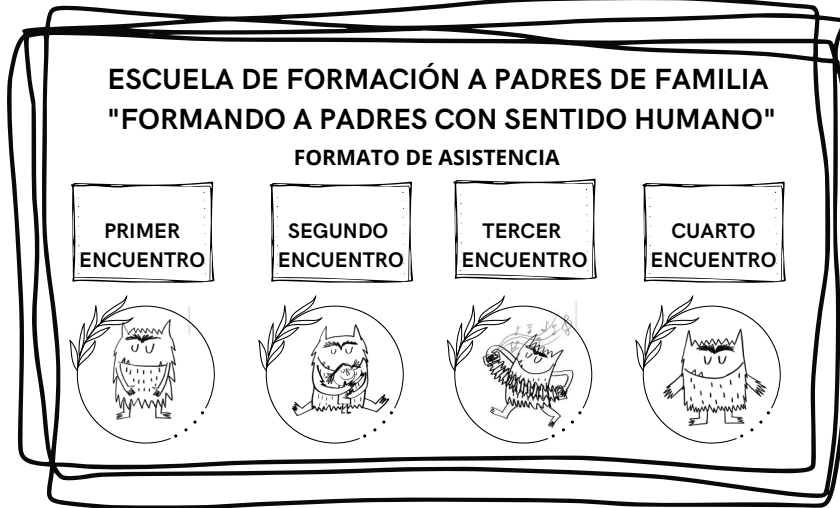 ESCUELA DE FORMACIÓN A PADRES DE FAMILIA
"FORMANDO A PADRES CON SENTIDO HUMANO"
FORMATO DE ASISTENCIA
PRIMER
ENCUENTRO
SEGUNDO
ENCUENTRO
TERCER
ENCUENTRO
CUARTO
ENCUENTRO